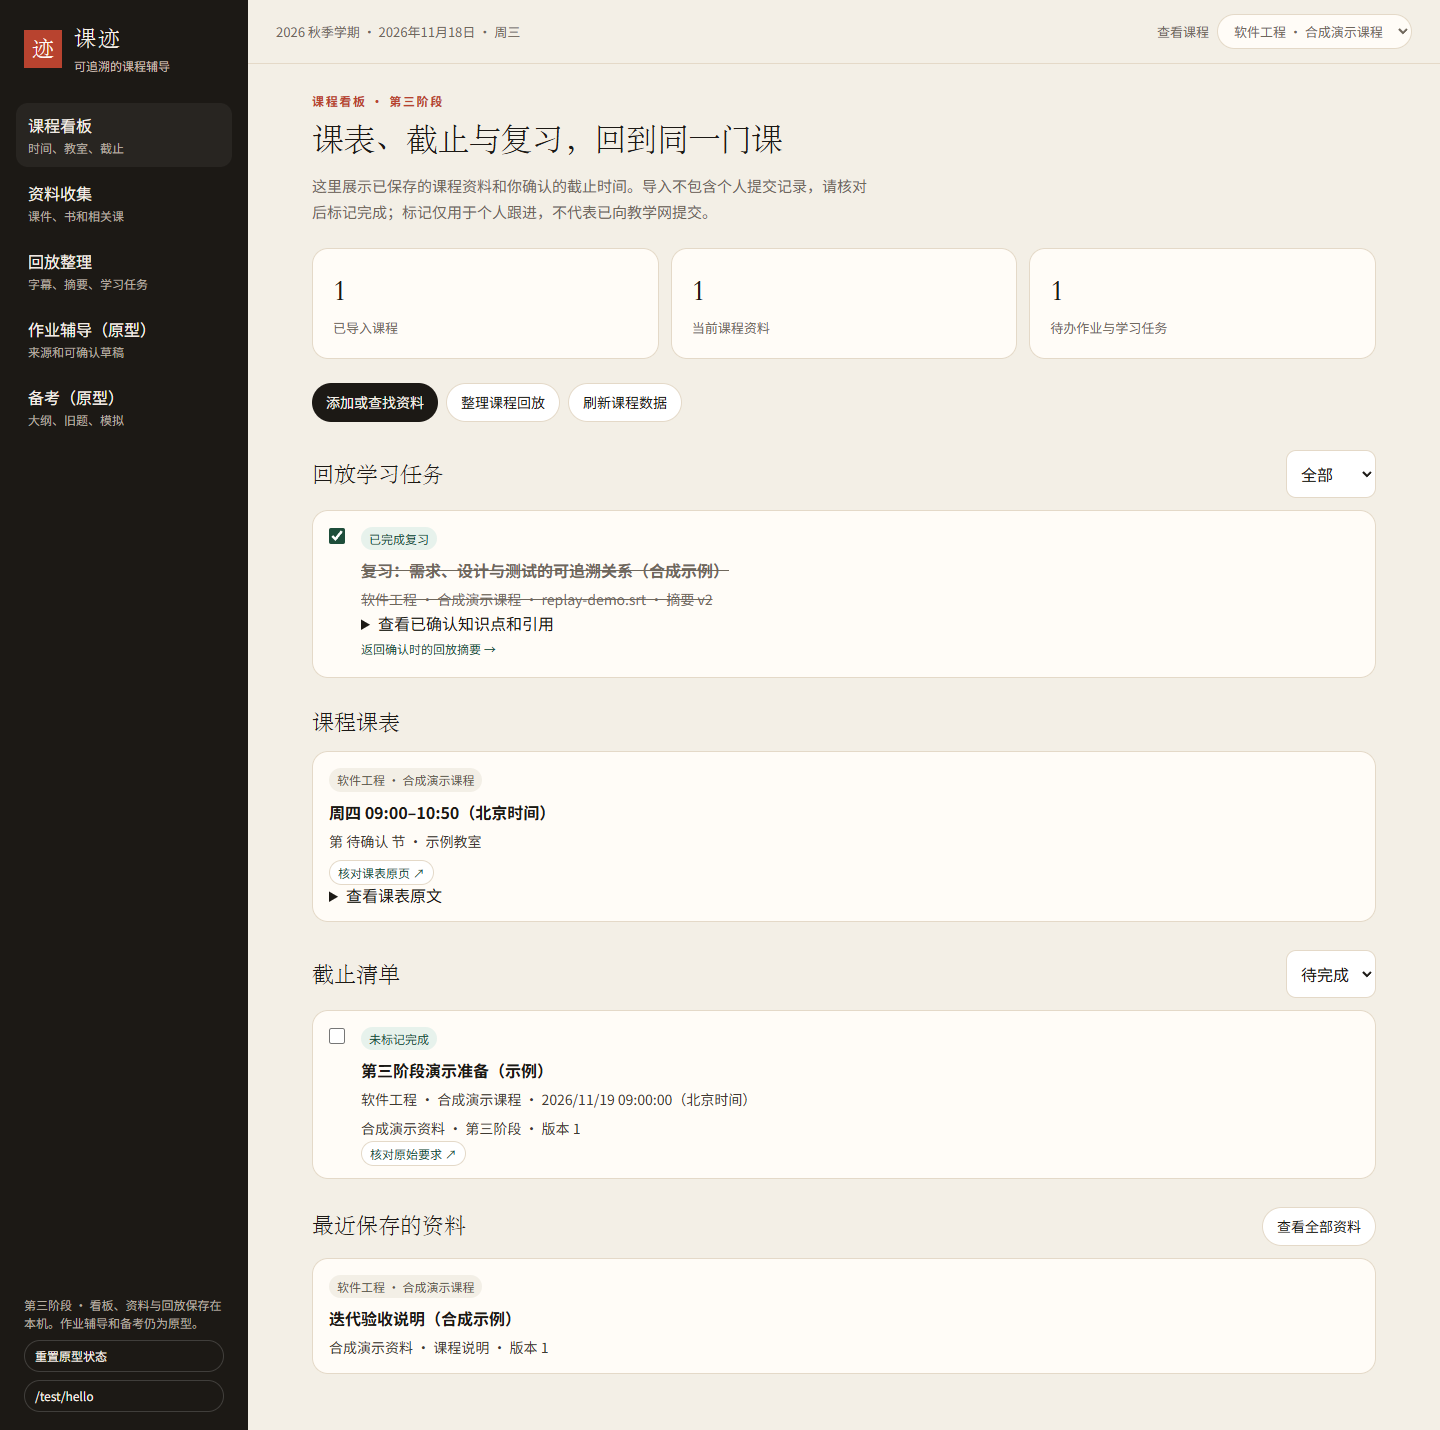 迹
课迹
可追溯的课程辅导
课程看板
时间、教室、截止
资料收集
课件、书和相关课
回放整理
字幕、摘要、学习任务
作业辅导（原型）
来源和可确认草稿
备考（原型）
大纲、旧题、模拟
第三阶段 · 看板、资料与回放保存在
本机。作业辅导和备考仍为原型。
重置原型状态
/test/hello
2026 秋季学期 · 2026年11月18日 · 周三
查看课程
软件工程 · 合成演示课程
课程看板 · 第三阶段
课表、截止与复习，回到同一门课
这里展示已保存的课程资料和你确认的截止时间。导入不包含个人提交记录，请核对
后标记完成；标记仅用于个人跟进，不代表已向教学网提交。
1
已导入课程
1
当前课程资料
1
待办作业与学习任务
添加或查找资料
整理课程回放
刷新课程数据
回放学习任务
全部
已完成复习
复习：需求、设计与测试的可追溯关系（合成示例）
软件工程 · 合成演示课程 · replay-demo.srt · 摘要 v2
▶ 查看已确认知识点和引用
返回确认时的回放摘要 →
课程课表
软件工程 · 合成演示课程
周四 09:00–10:50（北京时间）
第 待确认 节 · 示例教室
核对课表原页 ↗
▶ 查看课表原文
截止清单
待完成
未标记完成
第三阶段演示准备（示例）
软件工程 · 合成演示课程 · 2026/11/19 09:00:00（北京时间）
合成演示资料 · 第三阶段 · 版本 1
核对原始要求 ↗
最近保存的资料
查看全部资料
软件工程 · 合成演示课程
迭代验收说明（合成示例）
合成演示资料 · 课程说明 · 版本 1